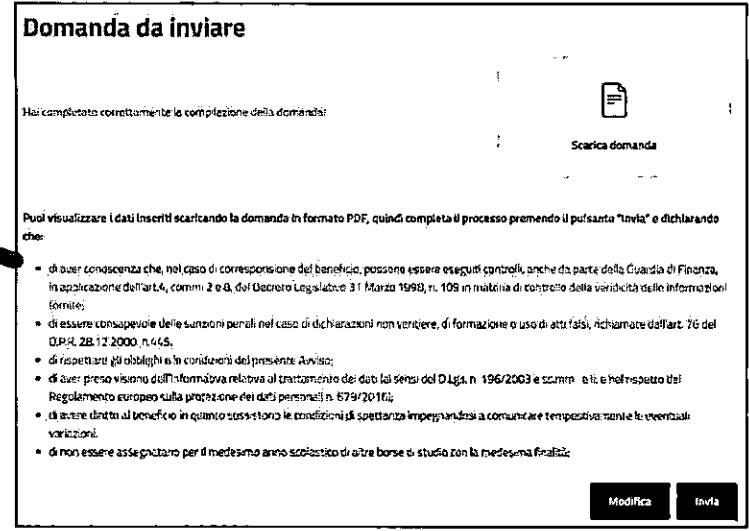 Domanda da inviare
Hai completato correttamente la compilazione della domanda!
Scarica domanda
Puoi visualizzare i dati inseriti scaricando la domanda in formato PDF, quindi completa il processo premendo il pulsante "Invia" e dichiarando
che:
di aver conoscenza che, nel caso di corresponsione del beneficio, possono essere eseguiti controlli, anche da parte della Guardia di Finanza,
in applicazione dell'art.4, commi 2 e 8, del Decreto Legislativo 31 Marzo 1998, n. 109 in materia di controllo della veridicità delle informazioni
fornite;
di essere consapevole delle sanzioni penali nel caso di dichiarazioni non veritiere, di formazione o uso di atti falsi, richiamate dall'art. 76 del
D.P.R. 28.12.2000, n.445.
di rispettare gli obblighi e le condizioni del presente Avviso;
di aver preso visione dell'Informativa relativa al trattamento dei dati (ai sensi del D.Lgs. n. 196/2003 e ss.mm. e ii. e nel rispetto del
Regolamento europeo sulla protezione dei dati personali n. 679/2016);
di avere diritto al beneficio in quanto sussistono le condizioni di spettanza impegnandosi a comunicare tempestivamente le eventuali
variazioni.
di non essere assegnatario per il medesimo anno scolastico di altre borse di studio con la medesima finalità;
Modifica
Invia